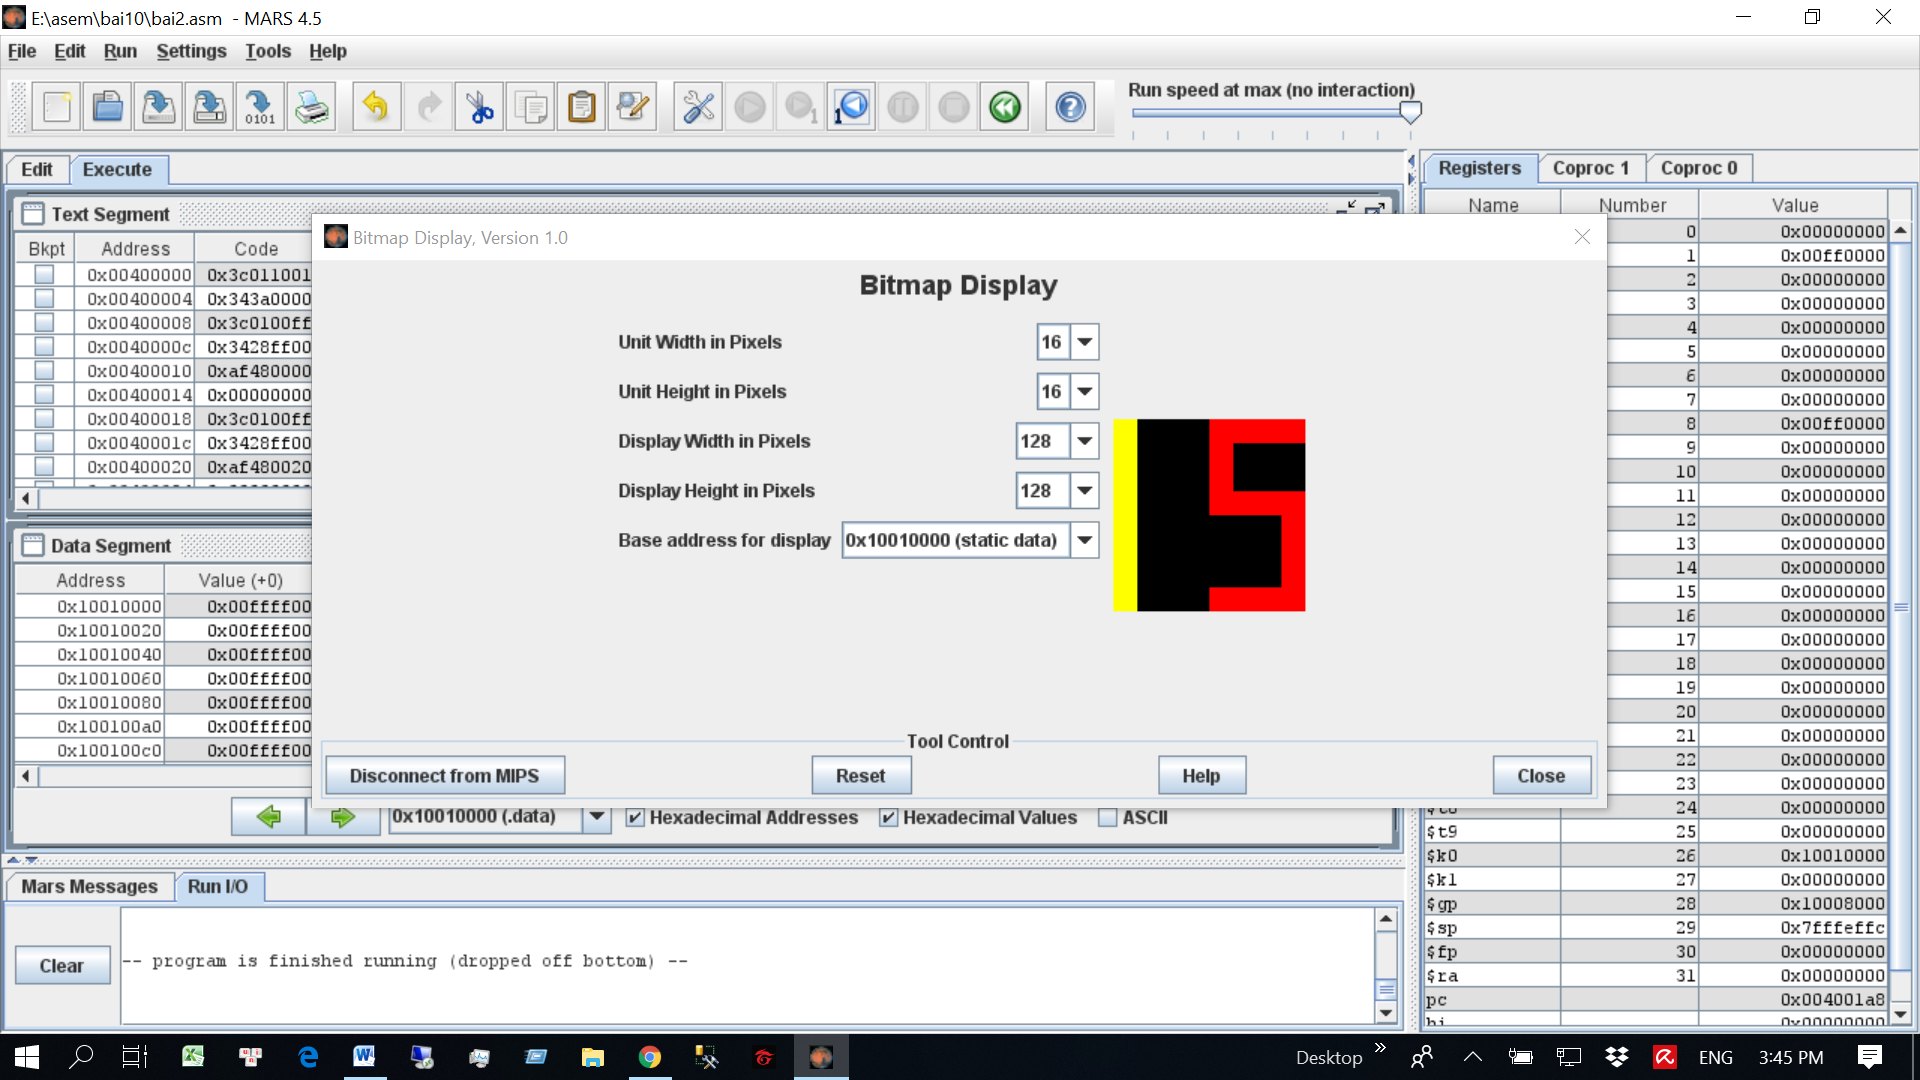 E:\asem\bai10\bai2.asm - MARS 4.5
File Edit Run Settings Tools Help
Run speed at max (no interaction)
0101
1
1
Edit Execute
Registers Coproc 1 Coproc 0
Text Segment
Name Number Value
Bkpt Address Code
0x00400000 0x3c011001
0x00400004 0x343a0000
0x00400008 0x3c0100ff
0x0040000c 0x3428ff00
0x00400010 0xaf480000
0x00400014 0x00000000
0x00400018 0x3c0100ff
0x0040001c 0x3428ff00
0x00400020 0xaf480020
Data Segment
Address Value (+0)
0x10010000 0x00ffff00
0x10010020 0x00ffff00
0x10010040 0x00ffff00
0x10010060 0x00ffff00
0x10010080 0x00ffff00
0x100100a0 0x00ffff00
0x100100c0 0x00ffff00
0x10010000 (.data) Hexadecimal Addresses Hexadecimal Values ASCII
Bitmap Display, Version 1.0
Bitmap Display
Unit Width in Pixels 16
Unit Height in Pixels 16
Display Width in Pixels 128
Display Height in Pixels 128
Base address for display 0x10010000 (static data)
Tool Control
Disconnect from MIPS Reset Help Close
0 0x00000000
1 0x00ff0000
2 0x00000000
3 0x00000000
4 0x00000000
5 0x00000000
6 0x00000000
7 0x00000000
8 0x00ff0000
9 0x00000000
10 0x00000000
11 0x00000000
12 0x00000000
13 0x00000000
14 0x00000000
15 0x00000000
16 0x00000000
17 0x00000000
18 0x00000000
19 0x00000000
20 0x00000000
21 0x00000000
22 0x00000000
23 0x00000000
24 0x00000000
$t9 25 0x00000000
$k0 26 0x10010000
$k1 27 0x00000000
$gp 28 0x10008000
$sp 29 0x7fffeffc
$fp 30 0x00000000
$ra 31 0x00000000
pc 0x004001a8
hi 0x00000000
Mars Messages Run I/O
Clear
-- program is finished running (dropped off bottom) --
Desktop ENG 3:45 PM